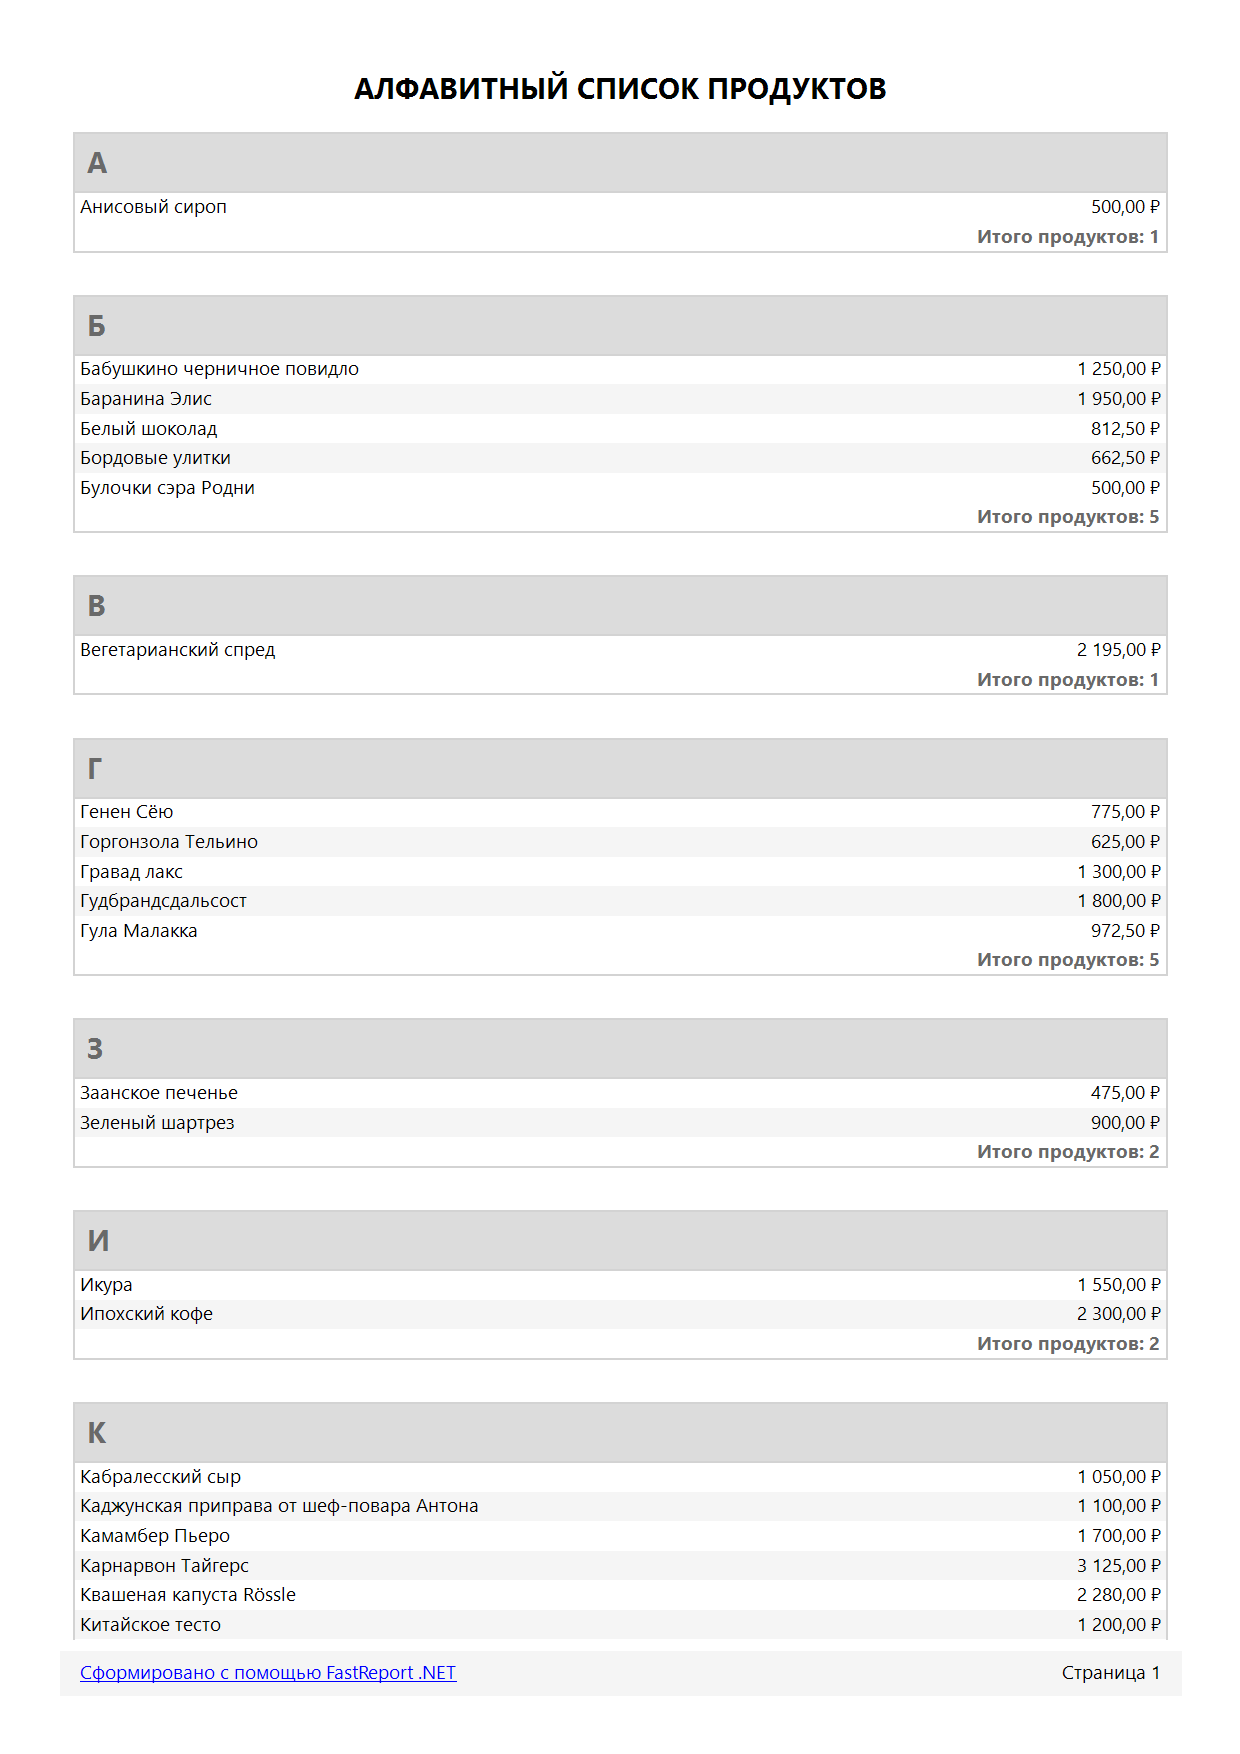 АЛФАВИТНЫЙ СПИСОК ПРОДУКТОВ
А
Анисовый сироп 500,00 ₽
Итого продуктов: 1
Б
Бабушкино черничное повидло 1 250,00 ₽
Баранина Элис 1 950,00 ₽
Белый шоколад 812,50 ₽
Бордовые улитки 662,50 ₽
Булочки сэра Родни 500,00 ₽
Итого продуктов: 5
В
Вегетарианский спред 2 195,00 ₽
Итого продуктов: 1
Г
Генен Сёю 775,00 ₽
Горгонзола Тельино 625,00 ₽
Гравад лакс 1 300,00 ₽
Гудбрандсдальсост 1 800,00 ₽
Гула Малакка 972,50 ₽
Итого продуктов: 5
З
Заанское печенье 475,00 ₽
Зеленый шартрез 900,00 ₽
Итого продуктов: 2
И
Икура 1 550,00 ₽
Ипохский кофе 2 300,00 ₽
Итого продуктов: 2
К
Кабралесский сыр 1 050,00 ₽
Каджунская приправа от шеф-повара Антона 1 100,00 ₽
Камамбер Пьеро 1 700,00 ₽
Карнарвон Тайгерс 3 125,00 ₽
Квашеная капуста Rössle 2 280,00 ₽
Китайское тесто 1 200,00 ₽
Сформировано с помощью FastReport .NET Страница 1